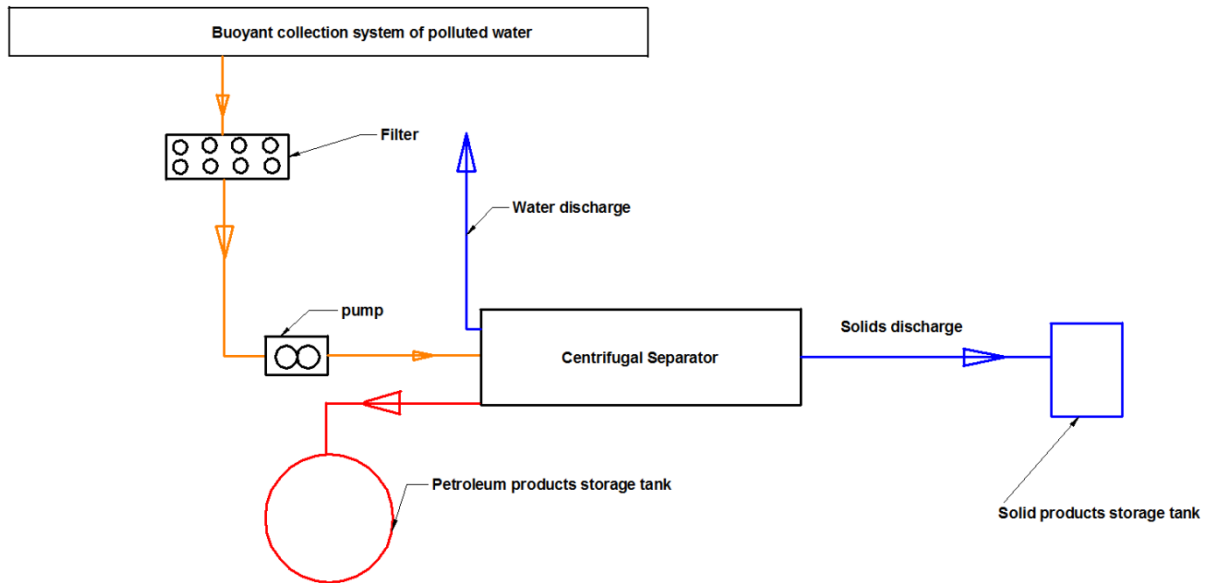 Buoyant collection system of polluted water
Filter
Water discharge
pump
Solids discharge
Centrifugal Separator
Petroleum products storage tank
Solid products storage tank